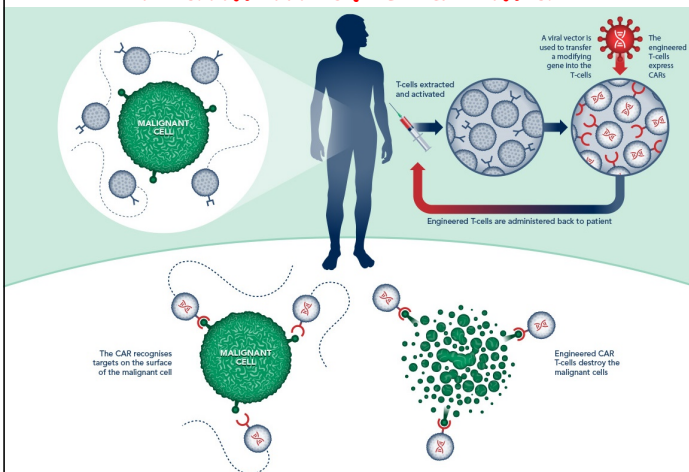 MALIGNANT
CELL
T-cells extracted
and activated
A viral vector is
used to transfer
a modifying
gene into the
T-cells
The
engineered
T-cells
express
CARs
Engineered T-cells are administered back to patient
The CAR recognises
targets on the surface
of the malignant cell
MALIGNANT
CELL
Engineered CAR
T-cells destroy the
malignant cells